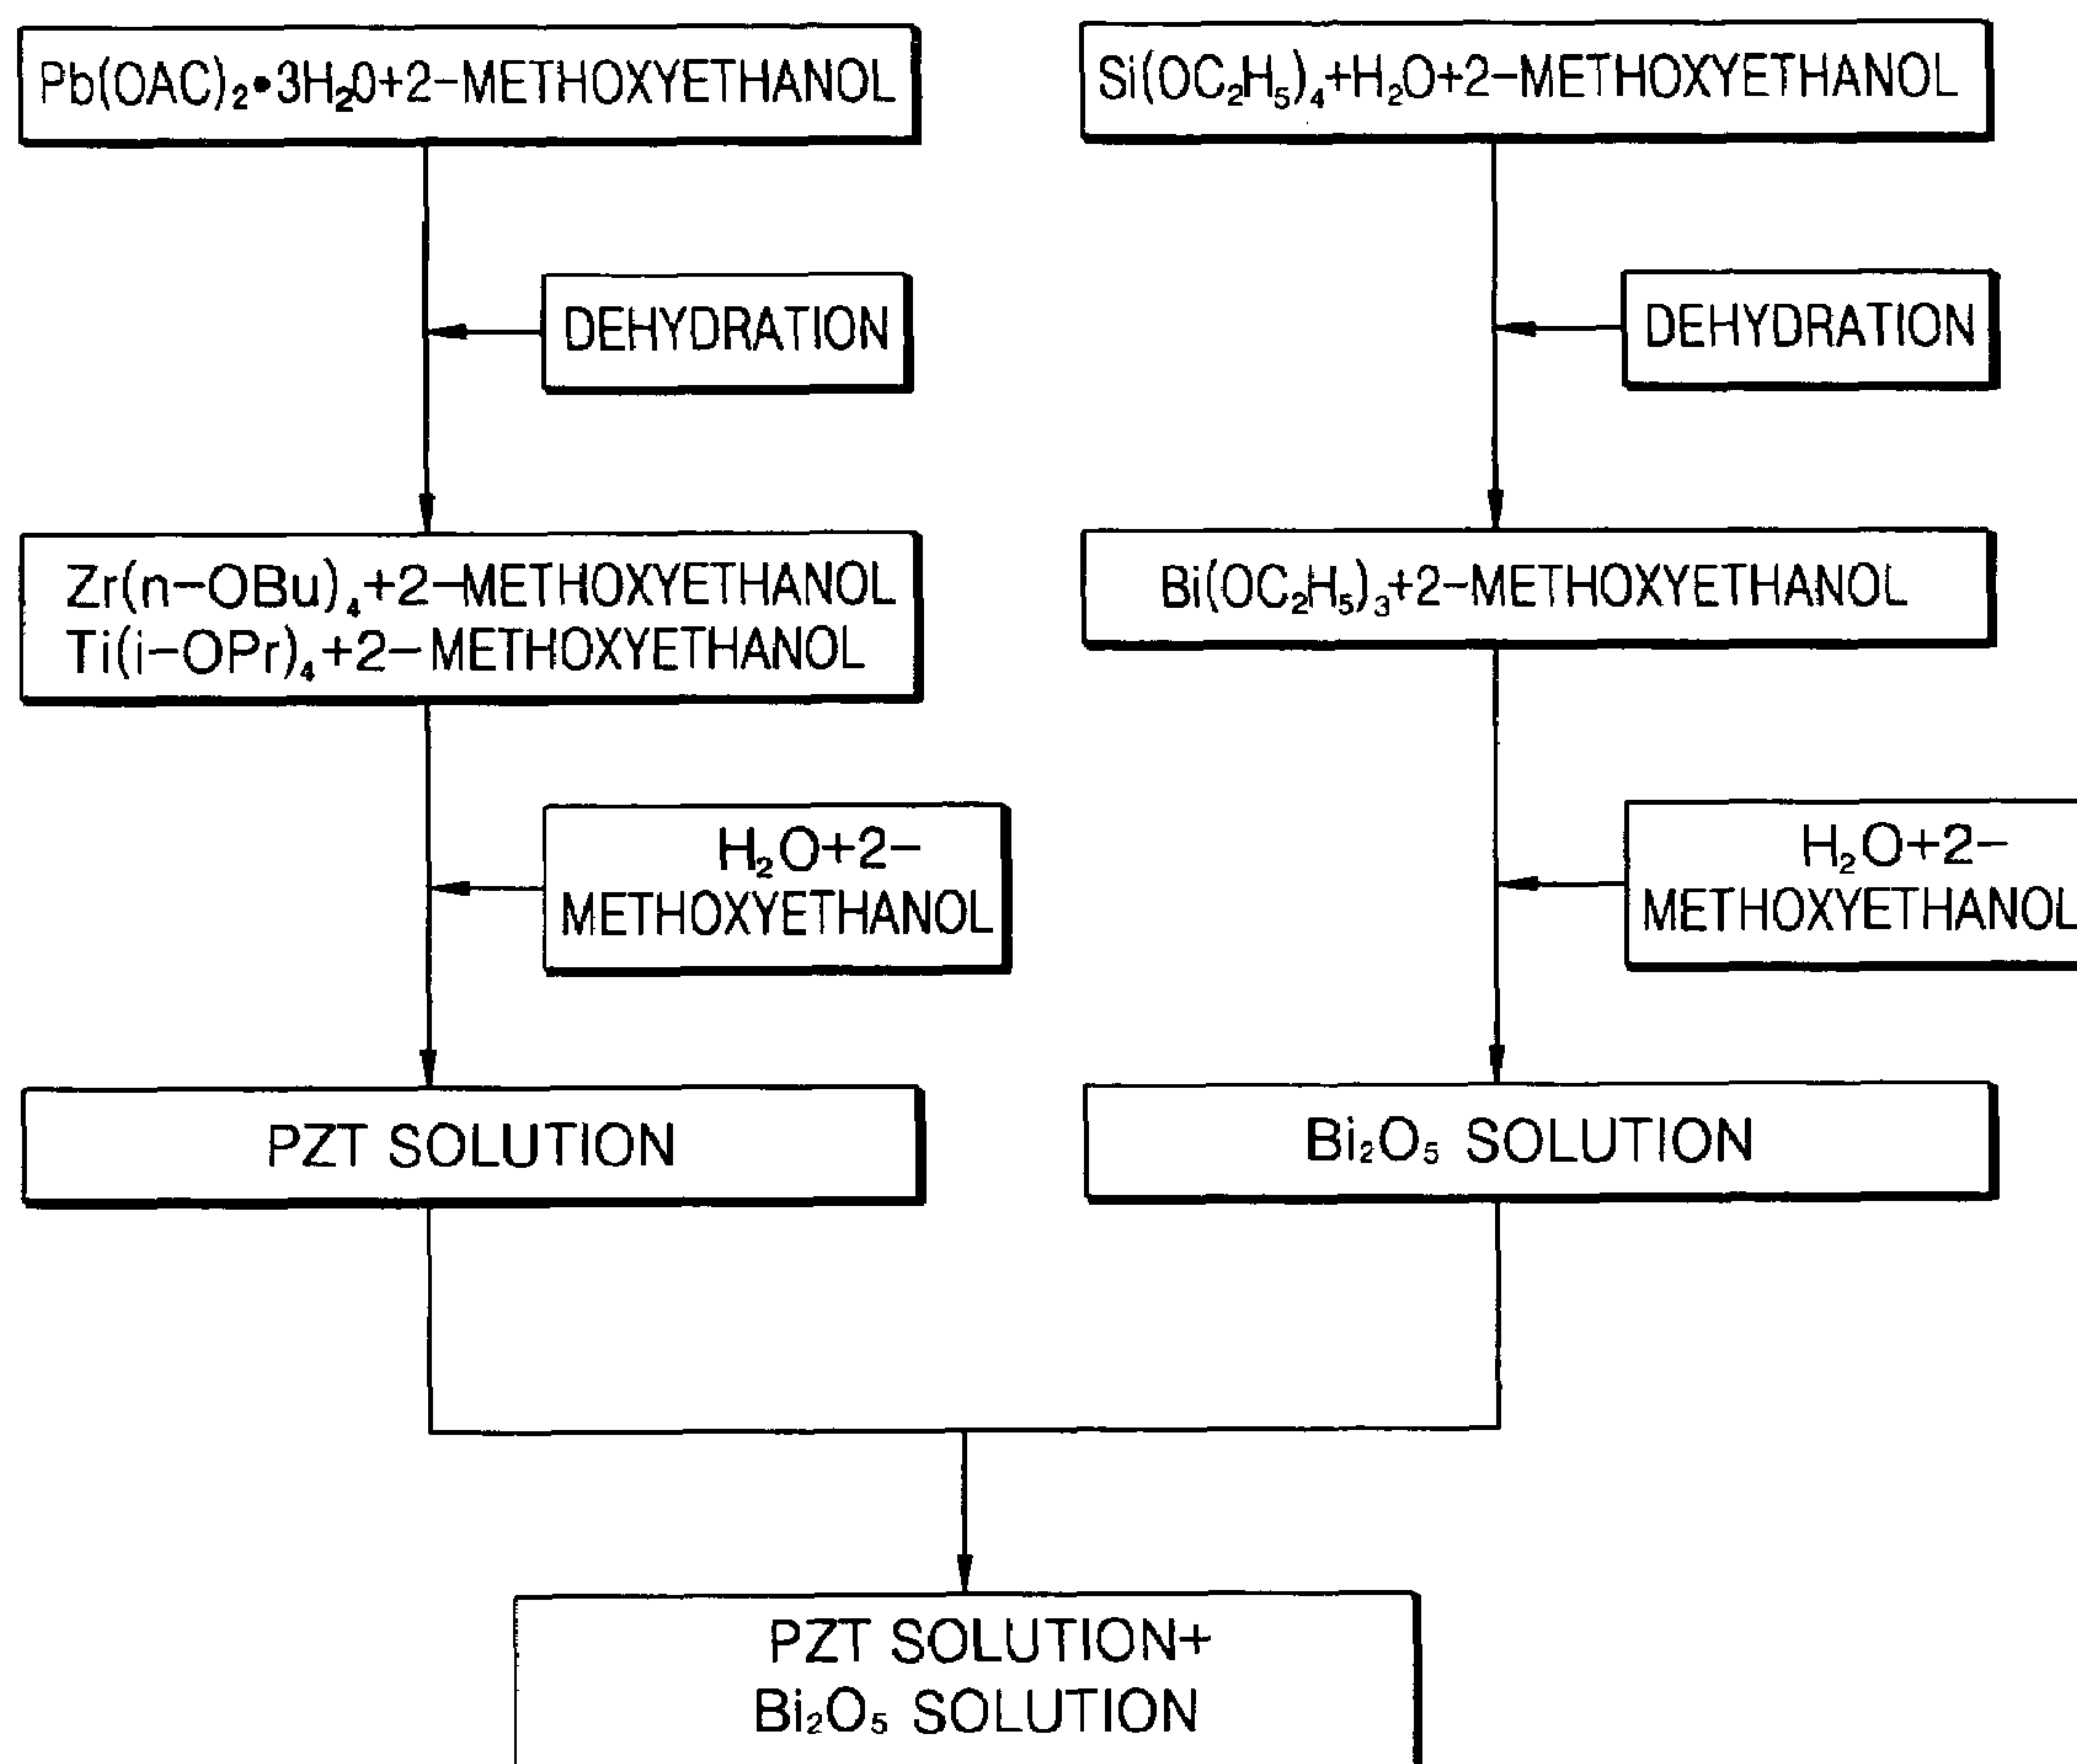 Pb(OAC)₂•3H₂O+2-METHOXYETHANOL
Si(OC₂H₅)₄+H₂O+2-METHOXYETHANOL
DEHYDRATION
DEHYDRATION
Zr(n-OBu)₄+2-METHOXYETHANOL
Ti(i-OPr)₄+2-METHOXYETHANOL
Bi(OC₂H₅)₃+2-METHOXYETHANOL
H₂O+2-
METHOXYETHANOL
H₂O+2-
METHOXYETHANOL
PZT SOLUTION
Bi₂O₅ SOLUTION
PZT SOLUTION+
Bi₂O₅ SOLUTION